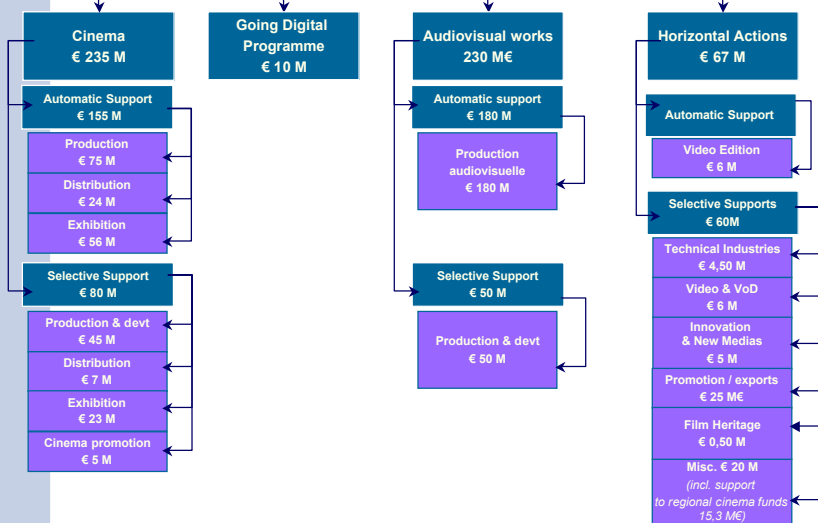 Cinema
€ 235 M
Going Digital
Programme
€ 10 M
Audiovisual works
230 M€
Horizontal Actions
€ 67 M
Automatic Support
€ 155 M
Production
€ 75 M
Distribution
€ 24 M
Exhibition
€ 56 M
Selective Support
€ 80 M
Production & devt
€ 45 M
Distribution
€ 7 M
Exhibition
€ 23 M
Cinema promotion
€ 5 M
Automatic support
€ 180 M
Production
audiovisuelle
€ 180 M
Selective Support
€ 50 M
Production & devt
€ 50 M
Automatic Support
Video Edition
€ 6 M
Selective Supports
€ 60M
Technical Industries
€ 4,50 M
Video & VoD
€ 6 M
Innovation
& New Medias
€ 5 M
Promotion / exports
€ 25 M€
Film Heritage
€ 0,50 M
Misc. € 20 M
(incl. support
to regional cinema funds
15,3 M€)